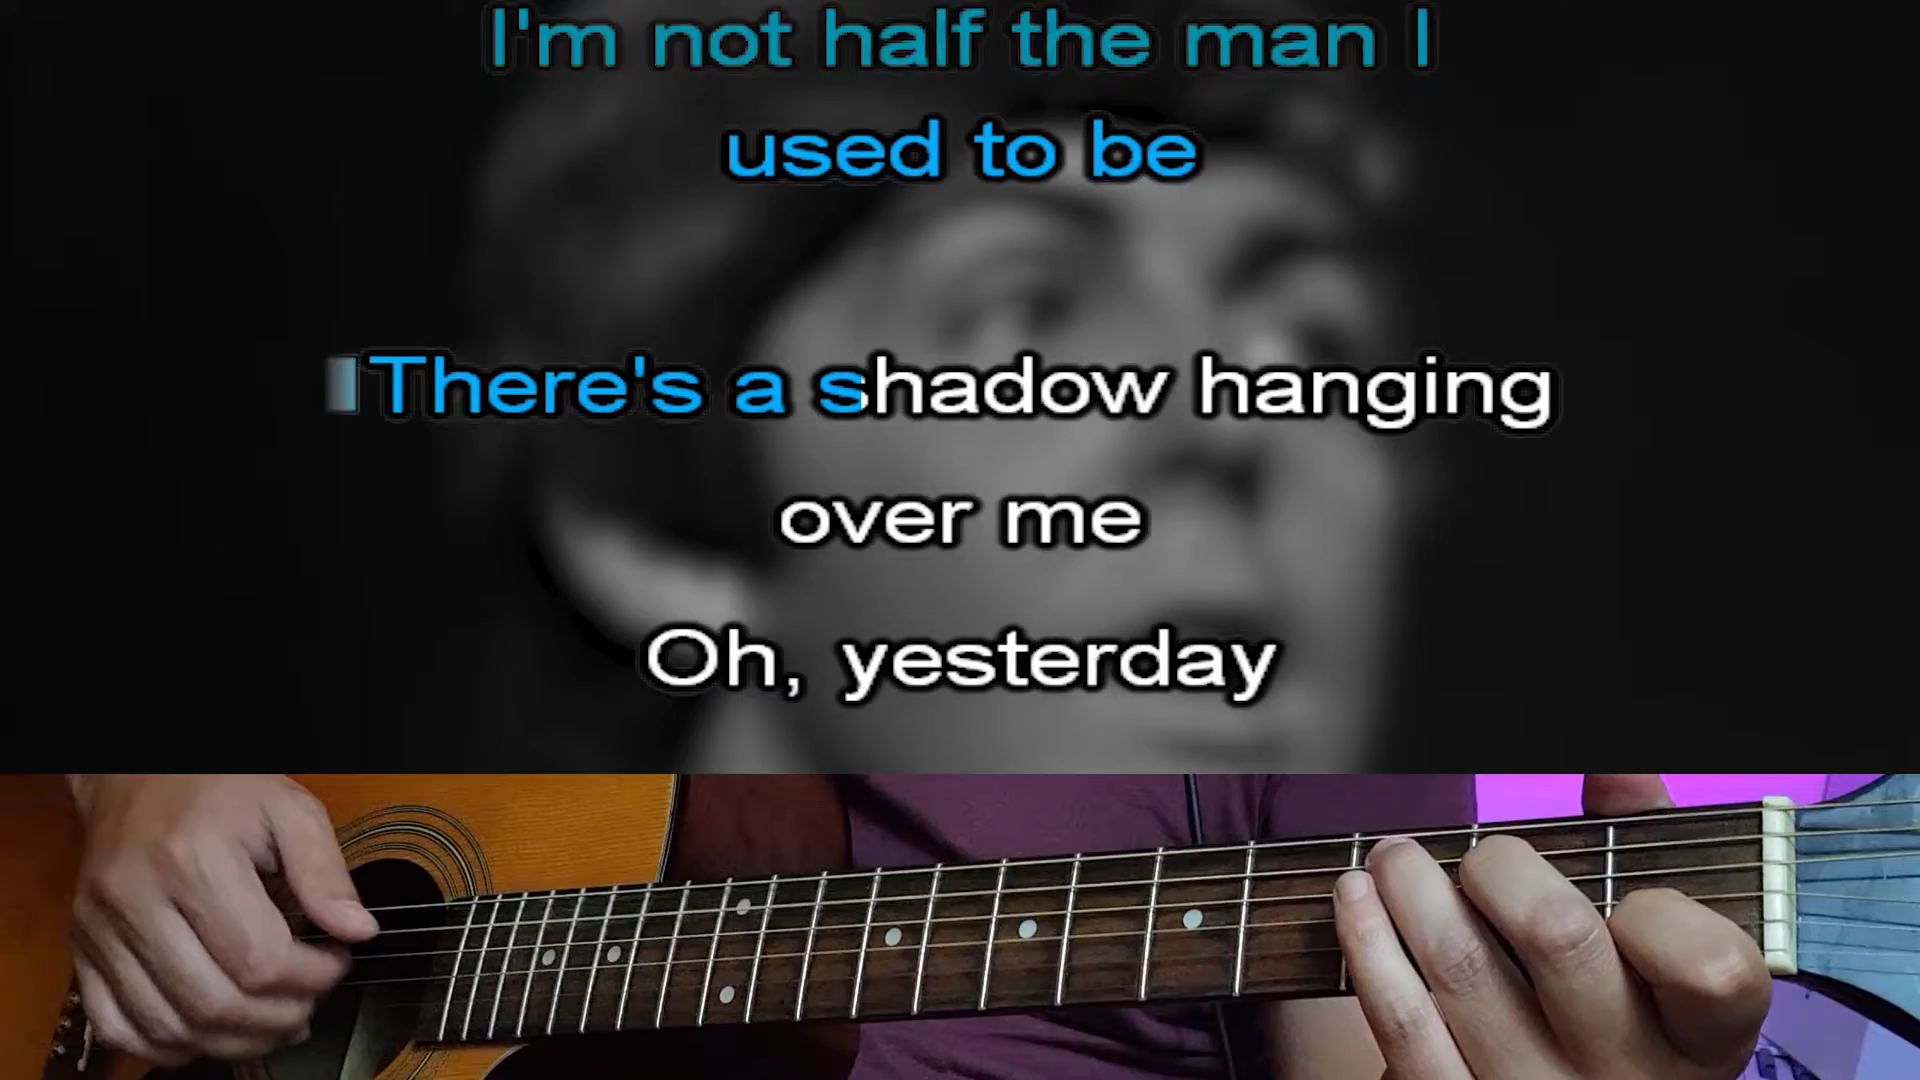 I'm not half the man I
used to be
There's a shadow hanging
over me
Oh, yesterday